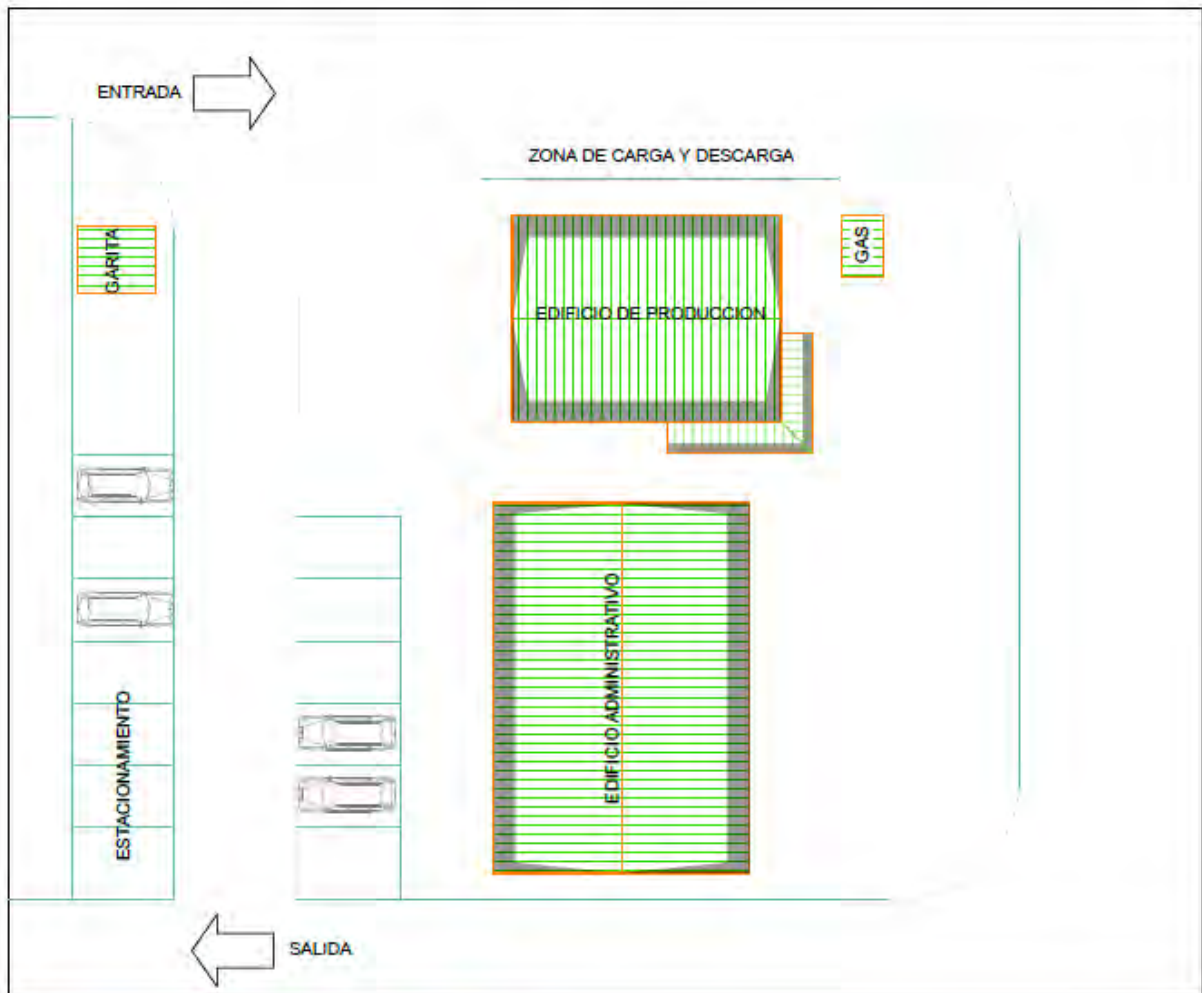 ENTRADA
ZONA DE CARGA Y DESCARGA
GARITA
GAS
EDIFICIO DE PRODUCCION
EDIFICIO ADMINISTRATIVO
ESTACIONAMIENTO
SALIDA